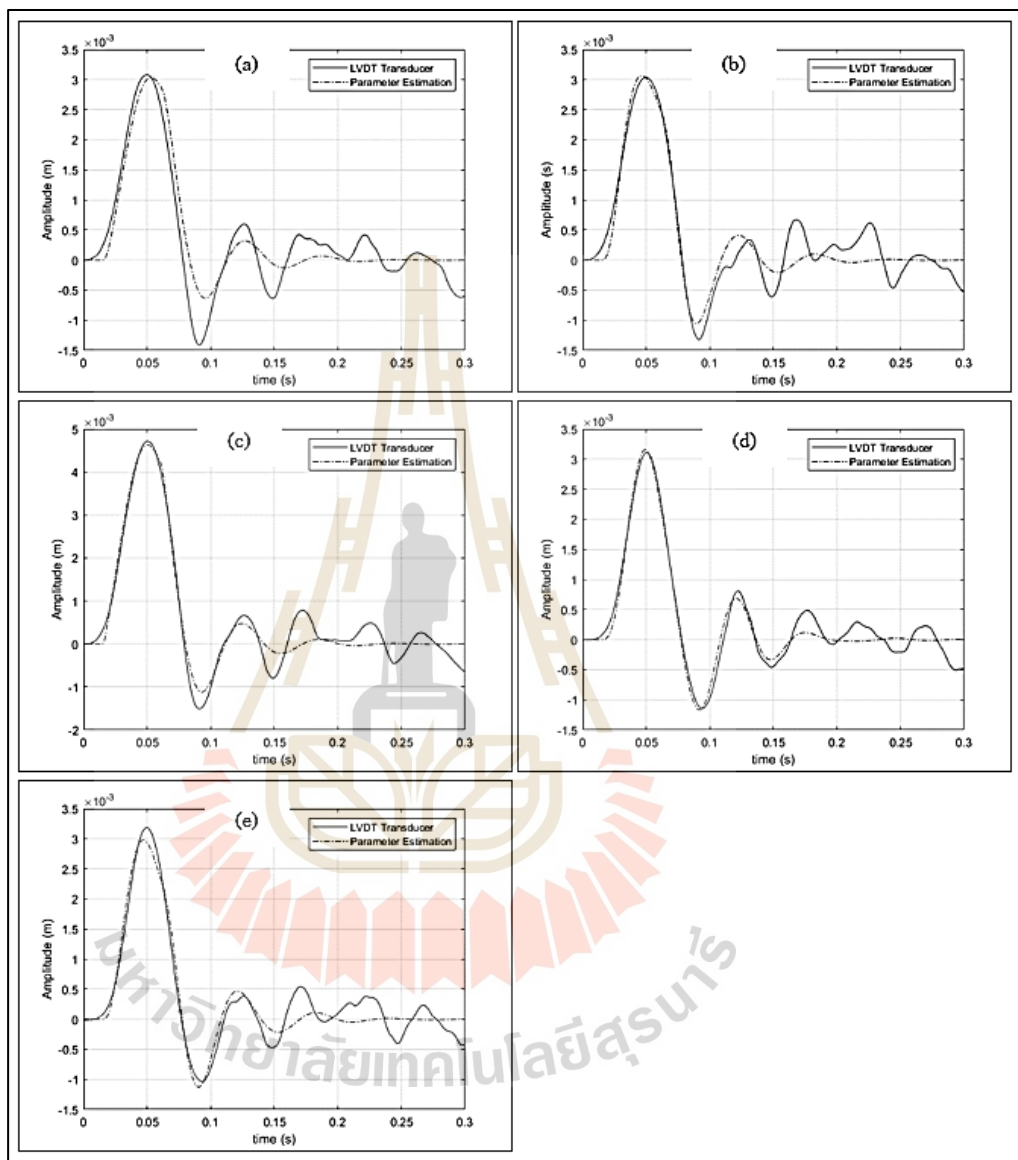 ×10⁻³
(a)
LVDT Transducer
Parameter Estimation
3.5
3
2.5
2
1.5
1
0.5
0
-0.5
-1
-1.5
Amplitude (m)
0 0.05 0.1 0.15 0.2 0.25 0.3
time (s)
×10⁻³
(b)
LVDT Transducer
Parameter Estimation
3.5
3
2.5
2
1.5
1
0.5
0
-0.5
-1
-1.5
Amplitude (s)
0 0.05 0.1 0.15 0.2 0.25 0.3
time (s)
×10⁻³
(c)
LVDT Transducer
Parameter Estimation
5
4
3
2
1
0
-1
-2
Amplitude (m)
0 0.05 0.1 0.15 0.2 0.25 0.3
time (s)
×10⁻³
(d)
LVDT Transducer
Parameter Estimation
3.5
3
2.5
2
1.5
1
0.5
0
-0.5
-1
-1.5
Amplitude (m)
0 0.05 0.1 0.15 0.2 0.25 0.3
time (s)
×10⁻³
(e)
LVDT Transducer
Parameter Estimation
3.5
3
2.5
2
1.5
1
0.5
0
-0.5
-1
-1.5
Amplitude (m)
0 0.05 0.1 0.15 0.2 0.25 0.3
time (s)
มหาวิทยาลัยเทคโนโลยีสุรนารี